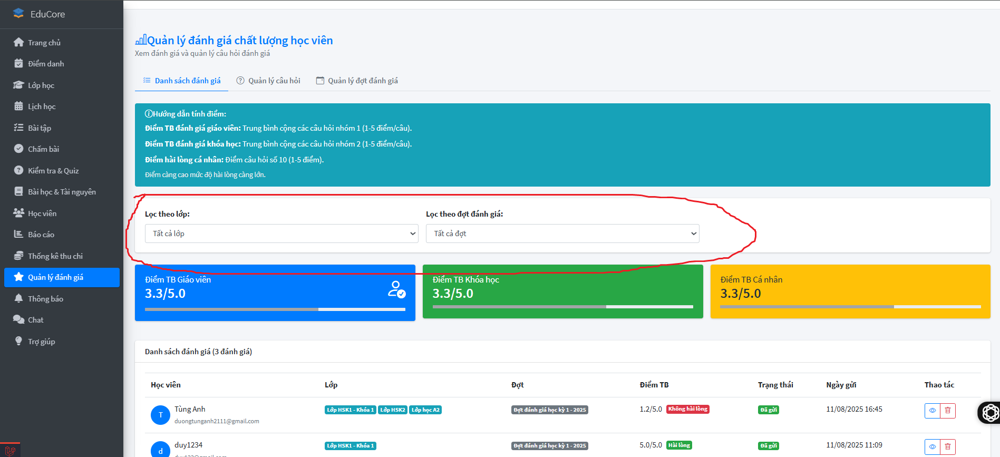 EduCore
Trang chủ
Điểm danh
Lớp học
Lịch học
Bài tập
Chấm bài
Kiểm tra & Quiz
Bài học & Tài nguyên
Học viên
Báo cáo
Thống kê thu chi
Quản lý đánh giá
Thông báo
Chat
Trợ giúp
Quản lý đánh giá chất lượng học viên
Xem đánh giá và quản lý câu hỏi đánh giá
Danh sách đánh giá Quản lý câu hỏi Quản lý đợt đánh giá
Hướng dẫn tính điểm:
Điểm TB đánh giá giáo viên: Trung bình cộng các câu hỏi nhóm 1 (1-5 điểm/câu).
Điểm TB đánh giá khóa học: Trung bình cộng các câu hỏi nhóm 2 (1-5 điểm/câu).
Điểm hài lòng cá nhân: Điểm câu hỏi số 10 (1-5 điểm).
Điểm càng cao mức độ hài lòng càng lớn.
Lọc theo lớp: Lọc theo đợt đánh giá:
Tất cả lớp Tất cả đợt
Điểm TB Giáo viên Điểm TB Khóa học Điểm TB Cá nhân
3.3/5.0 3.3/5.0 3.3/5.0
Danh sách đánh giá (3 đánh giá)
Học viên Lớp Đợt Điểm TB Trạng thái Ngày gửi Thao tác
T Tùng Anh Lớp HSK1 - Khóa 1 Lớp HSK2 Lớp học A2 Đợt đánh giá học kỳ 1 - 2025 1.2/5.0 Không hài lòng Đã gửi 11/08/2025 16:45
duongtunganh2111@gmail.com
d duy1234 Lớp HSK1 - Khóa 1 Đợt đánh giá học kỳ 1 - 2025 5.0/5.0 Hài lòng Đã gửi 11/08/2025 11:09